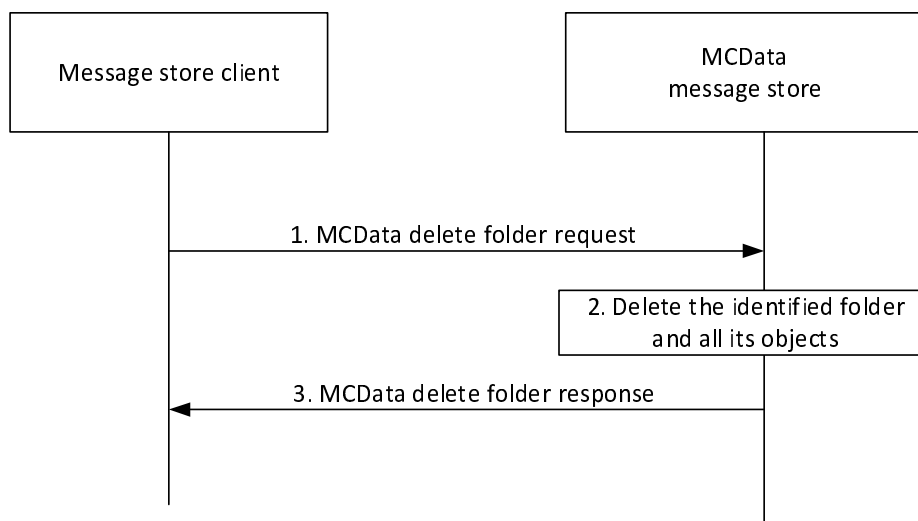 Message store client
MCData
message store
1. MCData delete folder request
2. Delete the identified folder
and all its objects
3. MCData delete folder response